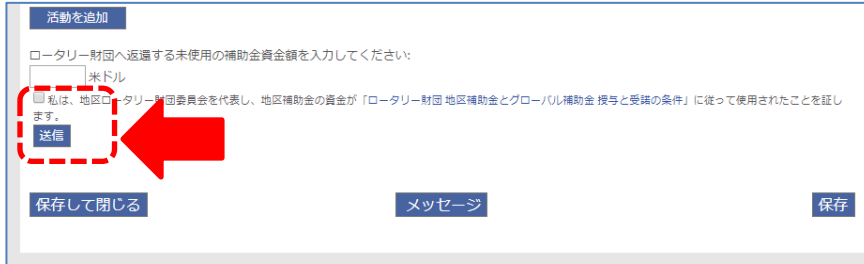 活動を追加
ロータリー財団へ返還する未使用の補助金資金額を入力してください:
米ドル
私は、地区ロータリー財団委員会を代表し、地区補助金の資金が「ロータリー財団 地区補助金とグローバル補助金 授与と受諾の条件」に従って使用されたことを証し
ます。
送信
保存して閉じる メッセージ 保存